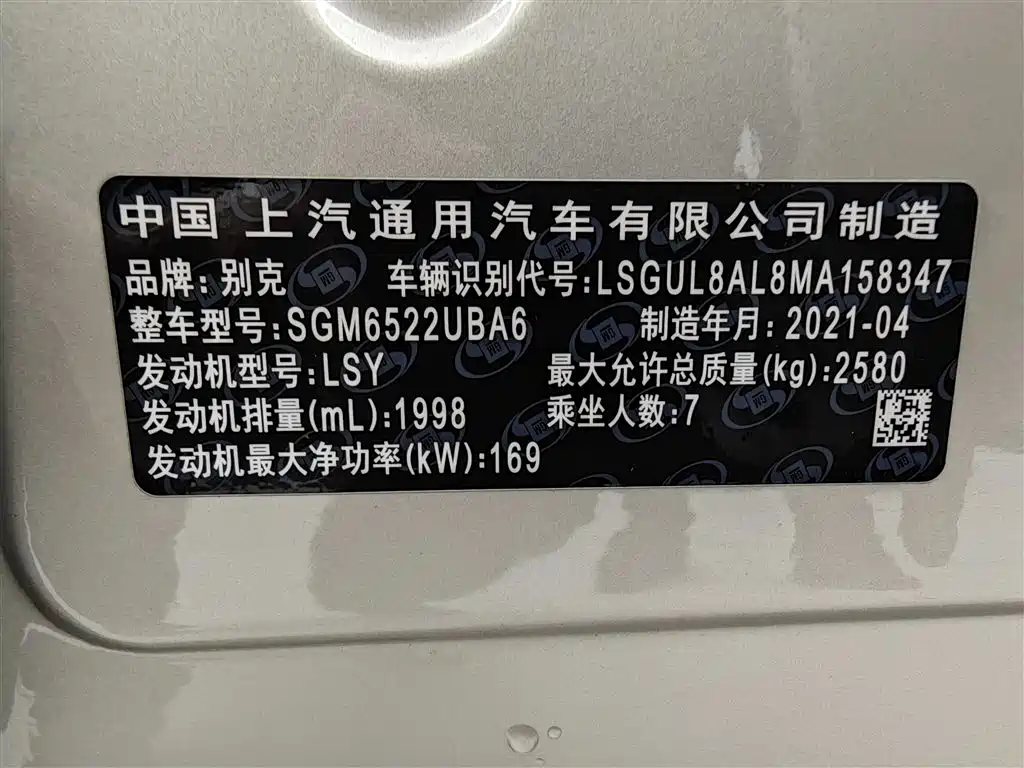 中国 上汽通用汽车有限公司制造
品牌: 别克 车辆识别代号:LSGUL8AL8MA158347
整车型号:SGM6522UBA6 制造年月: 2021-04
发动机型号:LSY 最大允许总质量(kg):2580
发动机排量(mL):1998 乘坐人数:7
发动机最大净功率(kW):169